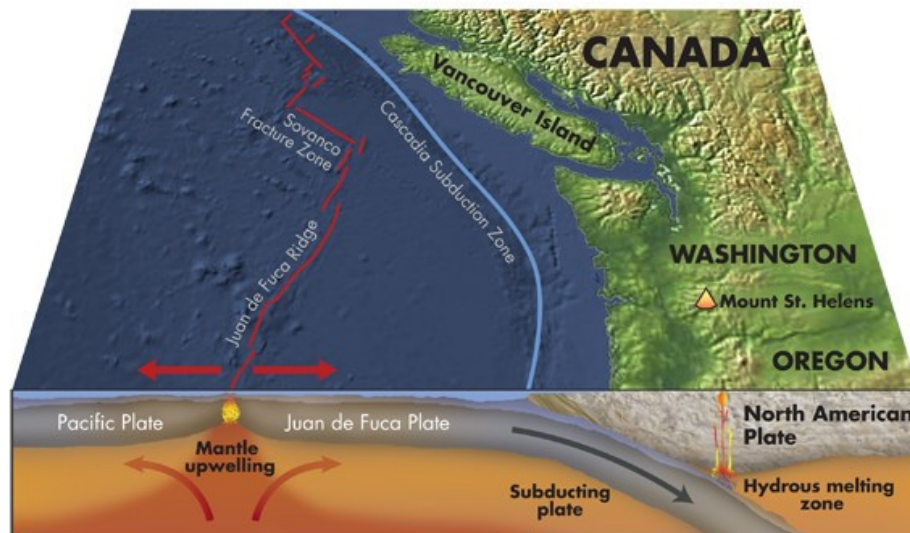 CANADA
Vancouver Island
Sovanco
Fracture Zone
Cascadia Subduction Zone
Juan de Fuca Ridge
WASHINGTON
Mount St. Helens
OREGON
Pacific Plate
Juan de Fuca Plate
North American
Plate
Mantle
upwelling
Subducting
plate
Hydrous melting
zone